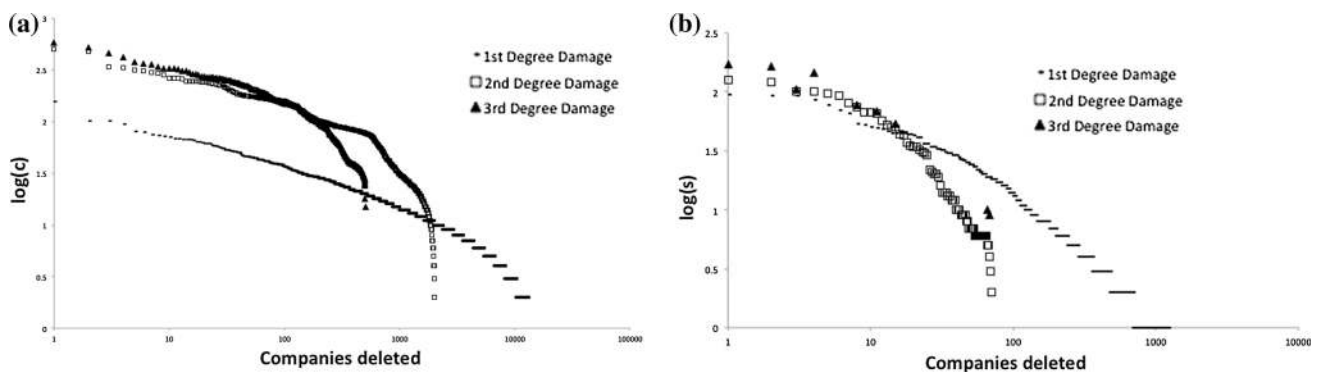 (a)
3
2.5
2
1.5
1
0.5
0
log(c)
1
10
100
1000
10000
100000
Companies deleted
1st Degree Damage
2nd Degree Damage
3rd Degree Damage
(b)
2.5
2
1.5
1
0.5
0
log(s)
1
10
100
1000
10000
Companies deleted
1st Degree Damage
2nd Degree Damage
3rd Degree Damage